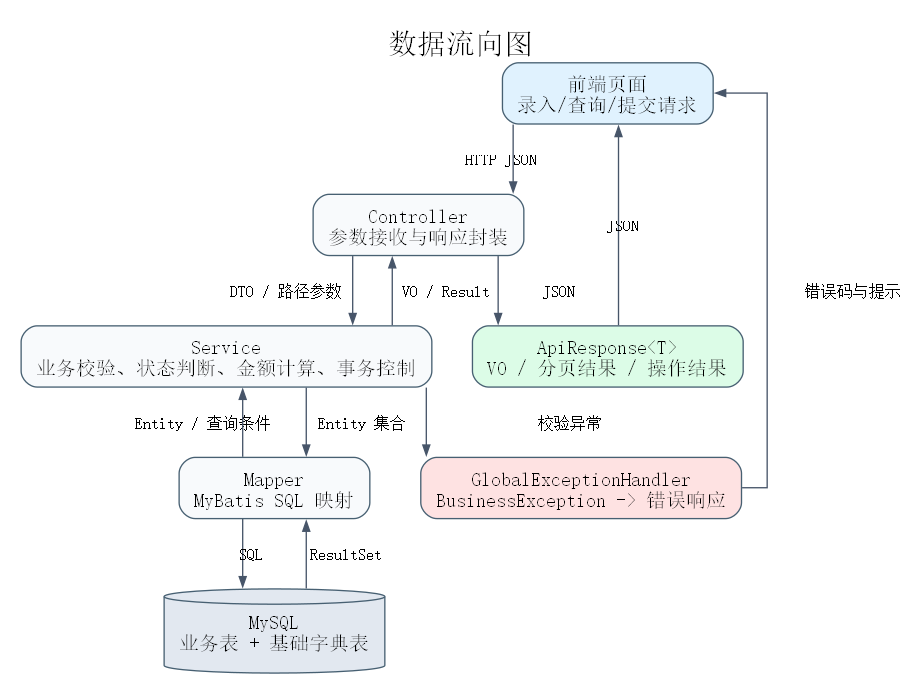 数据流向图
前端页面
录入/查询/提交请求
HTTP JSON
Controller
参数接收与响应封装
JSON
DTO / 路径参数
VO / Result
JSON
错误码与提示
Service
业务校验、状态判断、金额计算、事务控制
ApiResponse<T>
VO / 分页结果 / 操作结果
Entity / 查询条件
Entity 集合
校验异常
Mapper
MyBatis SQL 映射
GlobalExceptionHandler
BusinessException -> 错误响应
SQL
ResultSet
MySQL
业务表 + 基础字典表